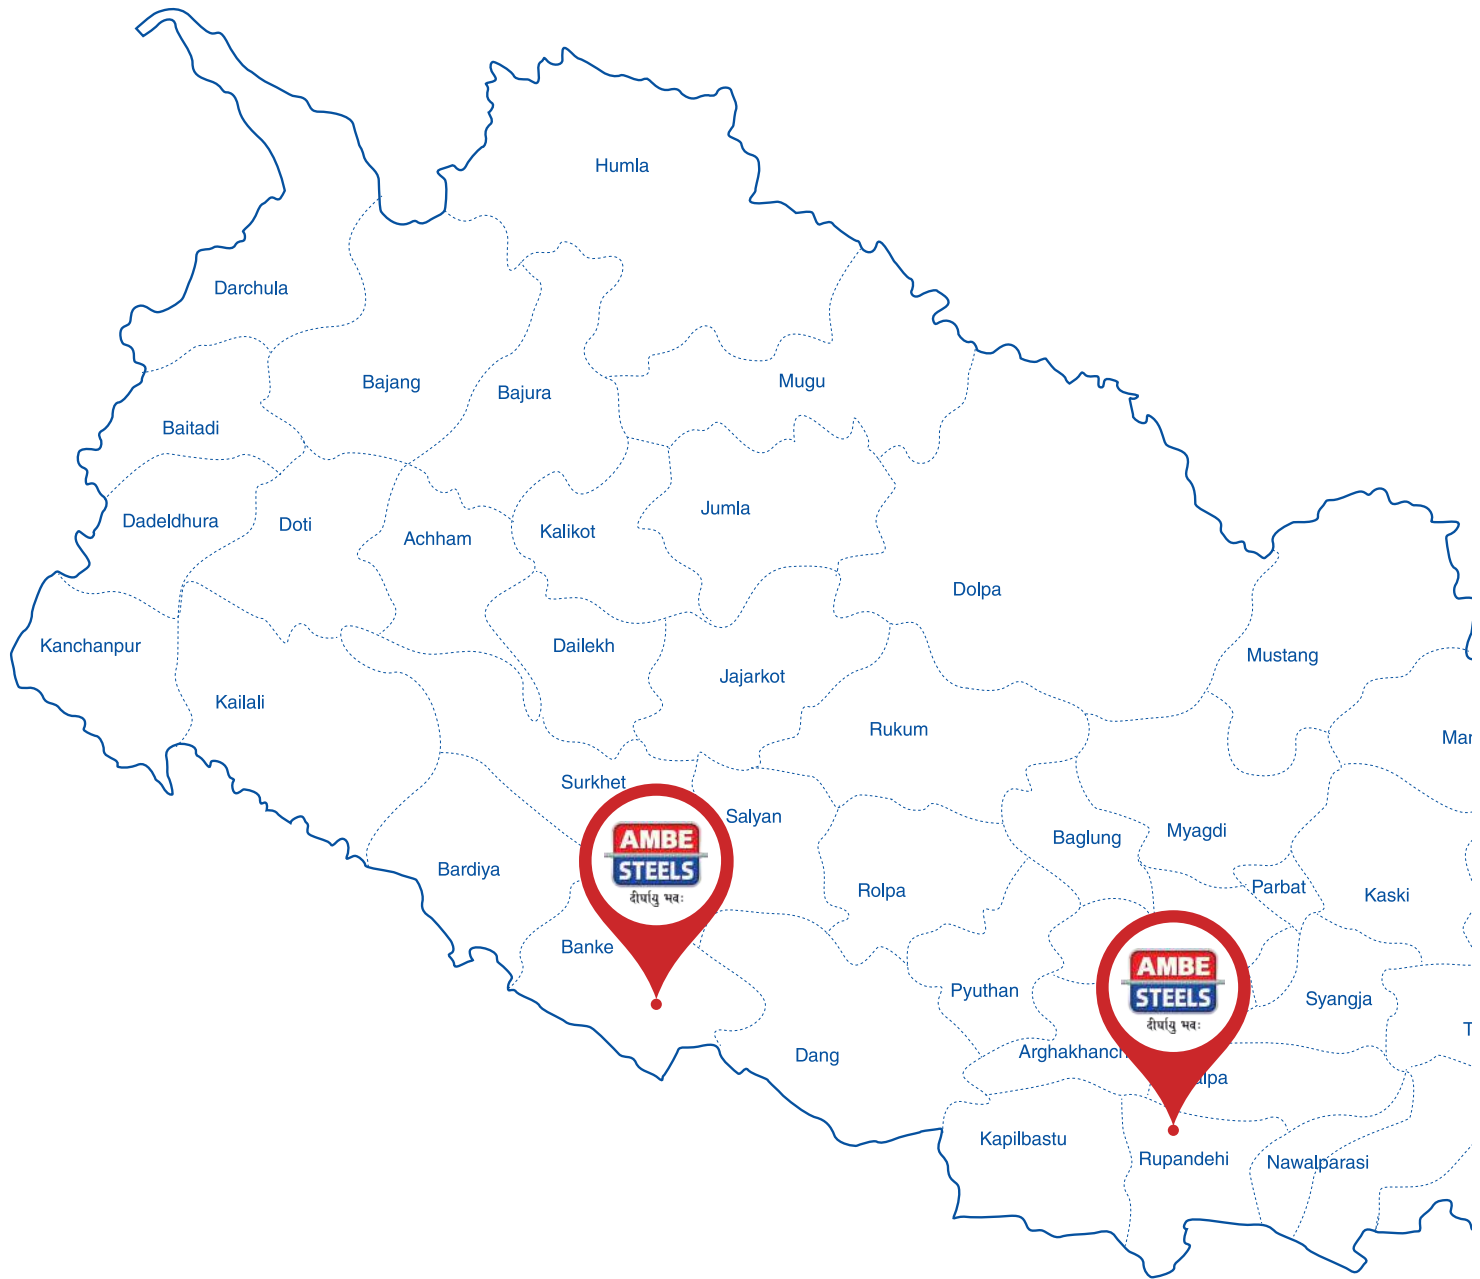 Humla
Darchula
Bajang
Bajura
Mugu
Baitadi
Dadeldhura
Doti
Achham
Kalikot
Jumla
Dolpa
Kanchanpur
Dailekh
Mustang
Kailali
Jajarkot
Rukum
Mar
Surkhet
Salyan
Baglung
Myagdi
AMBE
STEELS
दीर्घायु भवः
Bardiya
Rolpa
Parbat
Kaski
Banke
Pyuthan
AMBE
STEELS
दीर्घायु भवः
Syangja
T
Dang
Arghakhanch
alpa
Kapilbastu
Rupandehi
Nawalparasi